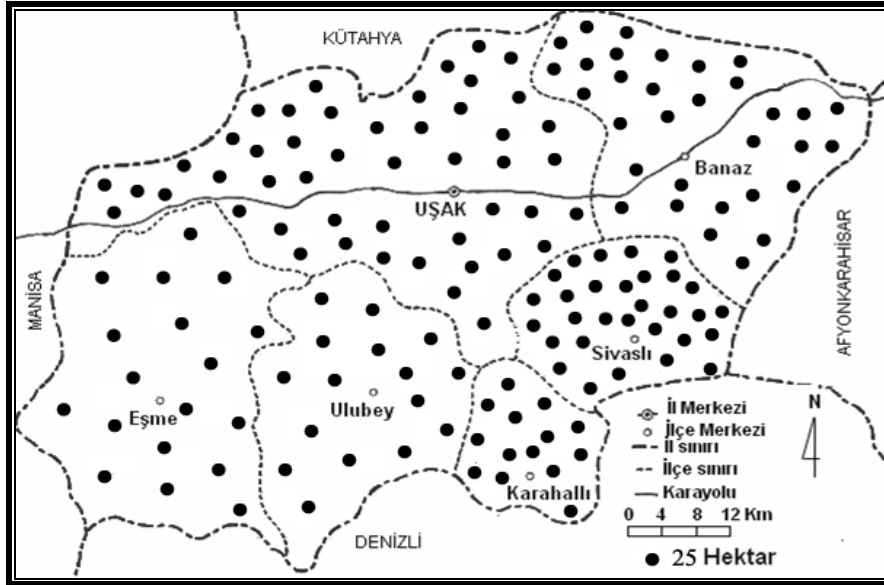 KÜTAHYA
Banaz
UŞAK
MANİSA
AFYONKARAHİSAR
Sivaslı
Eşme
Ulubey
Karahallı
DENİZLİ
N
İl Merkezi
İlçe Merkezi
İl sınırı
İlçe sınırı
Karayolu
0 4 8 12 Km
25 Hektar